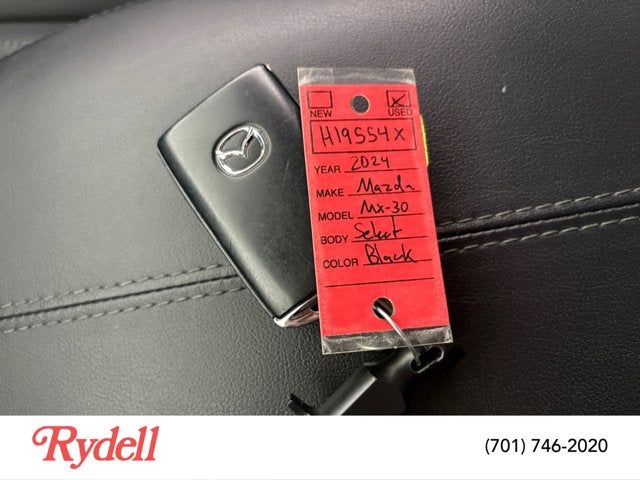 NEW USED
H19554X
YEAR 2024
MAKE Mazda
MODEL MX-30
BODY Select
COLOR Black
Rydell
(701) 746-2020